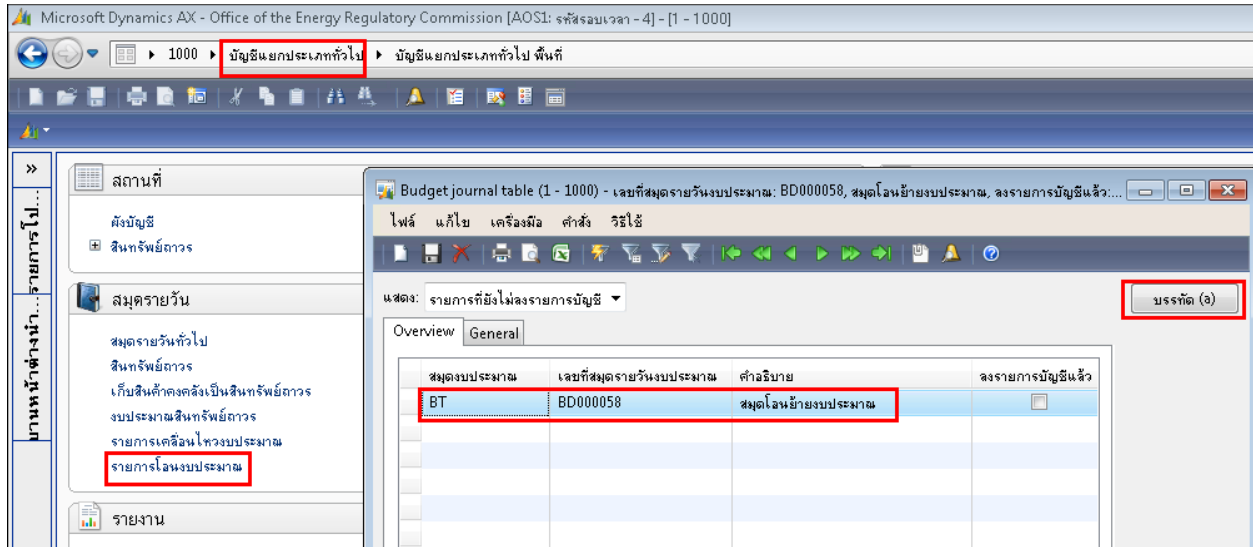 Microsoft Dynamics AX - Office of the Energy Regulatory Commission [AOS1: รหัสรอบเวลา - 4] - [1 - 1000]
1000 บัญชีแยกประเภททั่วไป บัญชีแยกประเภททั่วไป พื้นที่
สถานที่
ผังบัญชี
สินทรัพย์ถาวร
สมุดรายวัน
สมุดรายวันทั่วไป
สินทรัพย์ถาวร
เก็บสินค้าคงคลังเป็นสินทรัพย์ถาวร
งบประมาณสินทรัพย์ถาวร
รายการเคลื่อนไหวงบประมาณ
รายการโอนงบประมาณ
รายงาน
»
รายการโป...
บานหน้าต่างนำ...
Budget journal table (1 - 1000) - เลขที่สมุดรายวันงบประมาณ: BD000058, สมุดโอนย้ายงบประมาณ, ลงรายการบัญชีแล้ว:...
ไฟล์ แก้ไข เครื่องมือ คำสั่ง วิธีใช้
แสดง: รายการที่ยังไม่ลงรายการบัญชี
บรรทัด (a)
Overview General
สมุดงบประมาณ เลขที่สมุดรายวันงบประมาณ คำอธิบาย ลงรายการบัญชีแล้ว
BT BD000058 สมุดโอนย้ายงบประมาณ